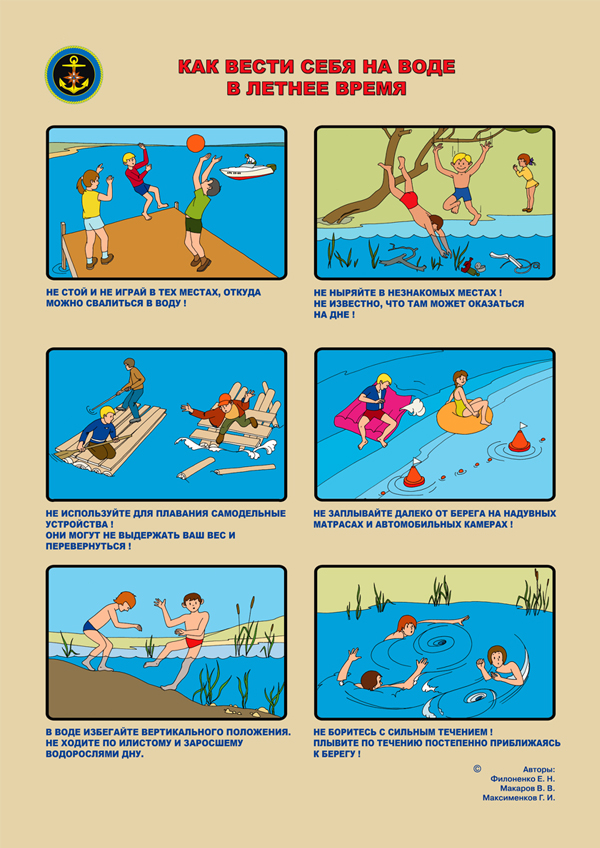 КАК ВЕСТИ СЕБЯ НА ВОДЕ
В ЛЕТНЕЕ ВРЕМЯ
НЕ СТОЙ И НЕ ИГРАЙ В ТЕХ МЕСТАХ, ОТКУДА
МОЖНО СВАЛИТЬСЯ В ВОДУ !
НЕ НЫРЯЙТЕ В НЕЗНАКОМЫХ МЕСТАХ !
НЕ ИЗВЕСТНО, ЧТО ТАМ МОЖЕТ ОКАЗАТЬСЯ
НА ДНЕ !
НЕ ИСПОЛЬЗУЙТЕ ДЛЯ ПЛАВАНИЯ САМОДЕЛЬНЫЕ
УСТРОЙСТВА !
ОНИ МОГУТ НЕ ВЫДЕРЖАТЬ ВАШ ВЕС И
ПЕРЕВЕРНУТЬСЯ !
НЕ ЗАПЛЫВАЙТЕ ДАЛЕКО ОТ БЕРЕГА НА НАДУВНЫХ
МАТРАСАХ И АВТОМОБИЛЬНЫХ КАМЕРАХ !
В ВОДЕ ИЗБЕГАЙТЕ ВЕРТИКАЛЬНОГО ПОЛОЖЕНИЯ.
НЕ ХОДИТЕ ПО ИЛИСТОМУ И ЗАРОСШЕМУ
ВОДОРОСЛЯМИ ДНУ.
НЕ БОРИТЕСЬ С СИЛЬНЫМ ТЕЧЕНИЕМ !
ПЛЫВИТЕ ПО ТЕЧЕНИЮ ПОСТЕПЕННО ПРИБЛИЖАЯСЬ
К БЕРЕГУ !
© Авторы:
Филоненко Е. Н.
Макаров В. В.
Максименков Г. И.